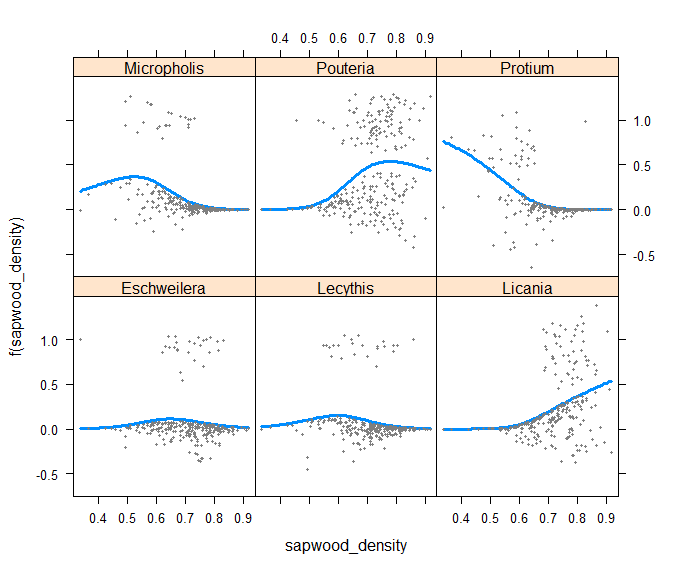 0.4 0.5 0.6 0.7 0.8 0.9
Micropholis Pouteria Protium
1.0
0.5
0.0
-0.5
Eschweilera Lecythis Licania
1.0
0.5
0.0
-0.5
0.4 0.5 0.6 0.7 0.8 0.9 0.4 0.5 0.6 0.7 0.8 0.9
f(sapwood_density)
sapwood_density